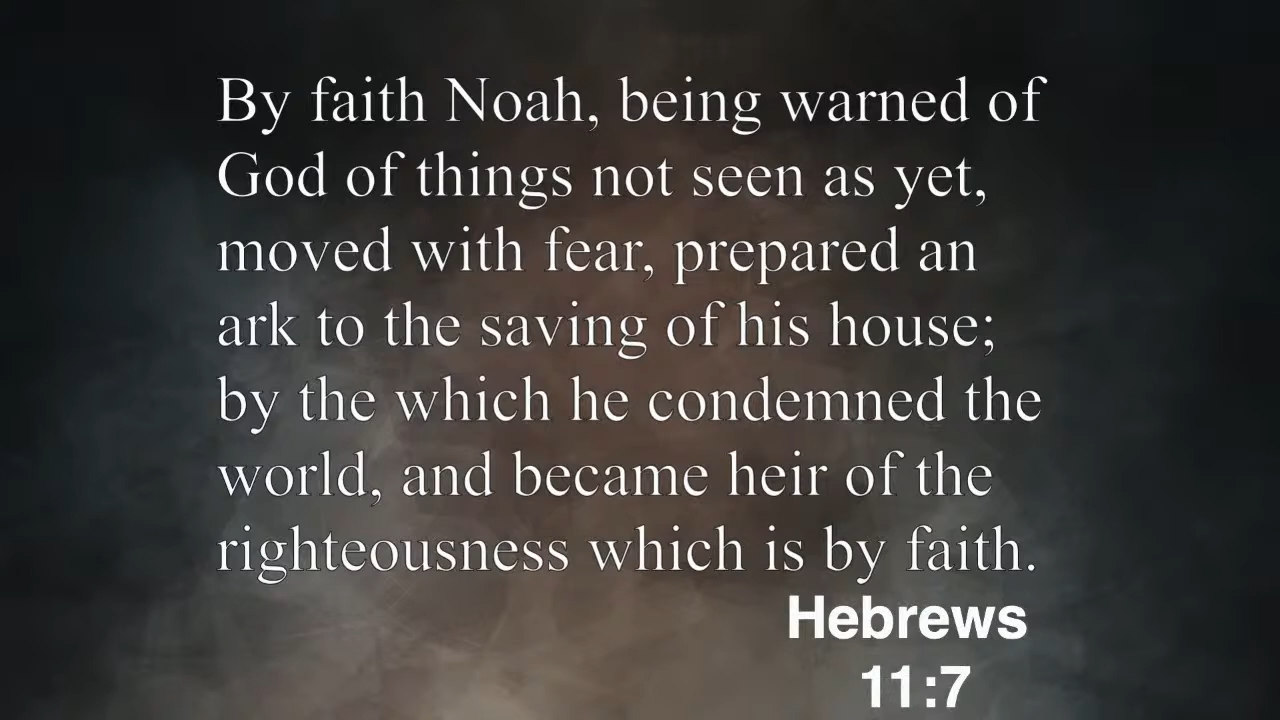 By faith Noah, being warned of
God of things not seen as yet,
moved with fear, prepared an
ark to the saving of his house;
by the which he condemned the
world, and became heir of the
righteousness which is by faith.
Hebrews
11:7